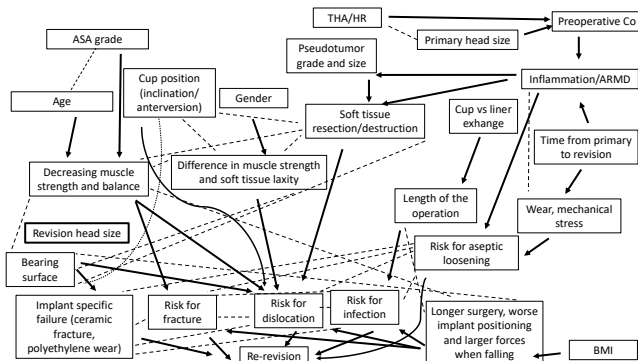 THA/HR
Preoperative Co
ASA grade
Primary head size
Pseudotumor
grade and size
Cup position
(inclination/
anterversion)
Inflammation/ARMD
Age
Gender
Soft tissue
resection/destruction
Cup vs liner
exhange
Time from primary
to revision
Decreasing muscle
strength and balance
Difference in muscle strength
and soft tissue laxity
Length of the
operation
Wear, mechanical
stress
Revision head size
Risk for aseptic
loosening
Bearing
surface
Implant specific
failure (ceramic
fracture,
polyethylene wear)
Risk for
fracture
Risk for
dislocation
Risk for
infection
Longer surgery, worse
implant positioning and
larger forces
when falling
Re-revision
BMI